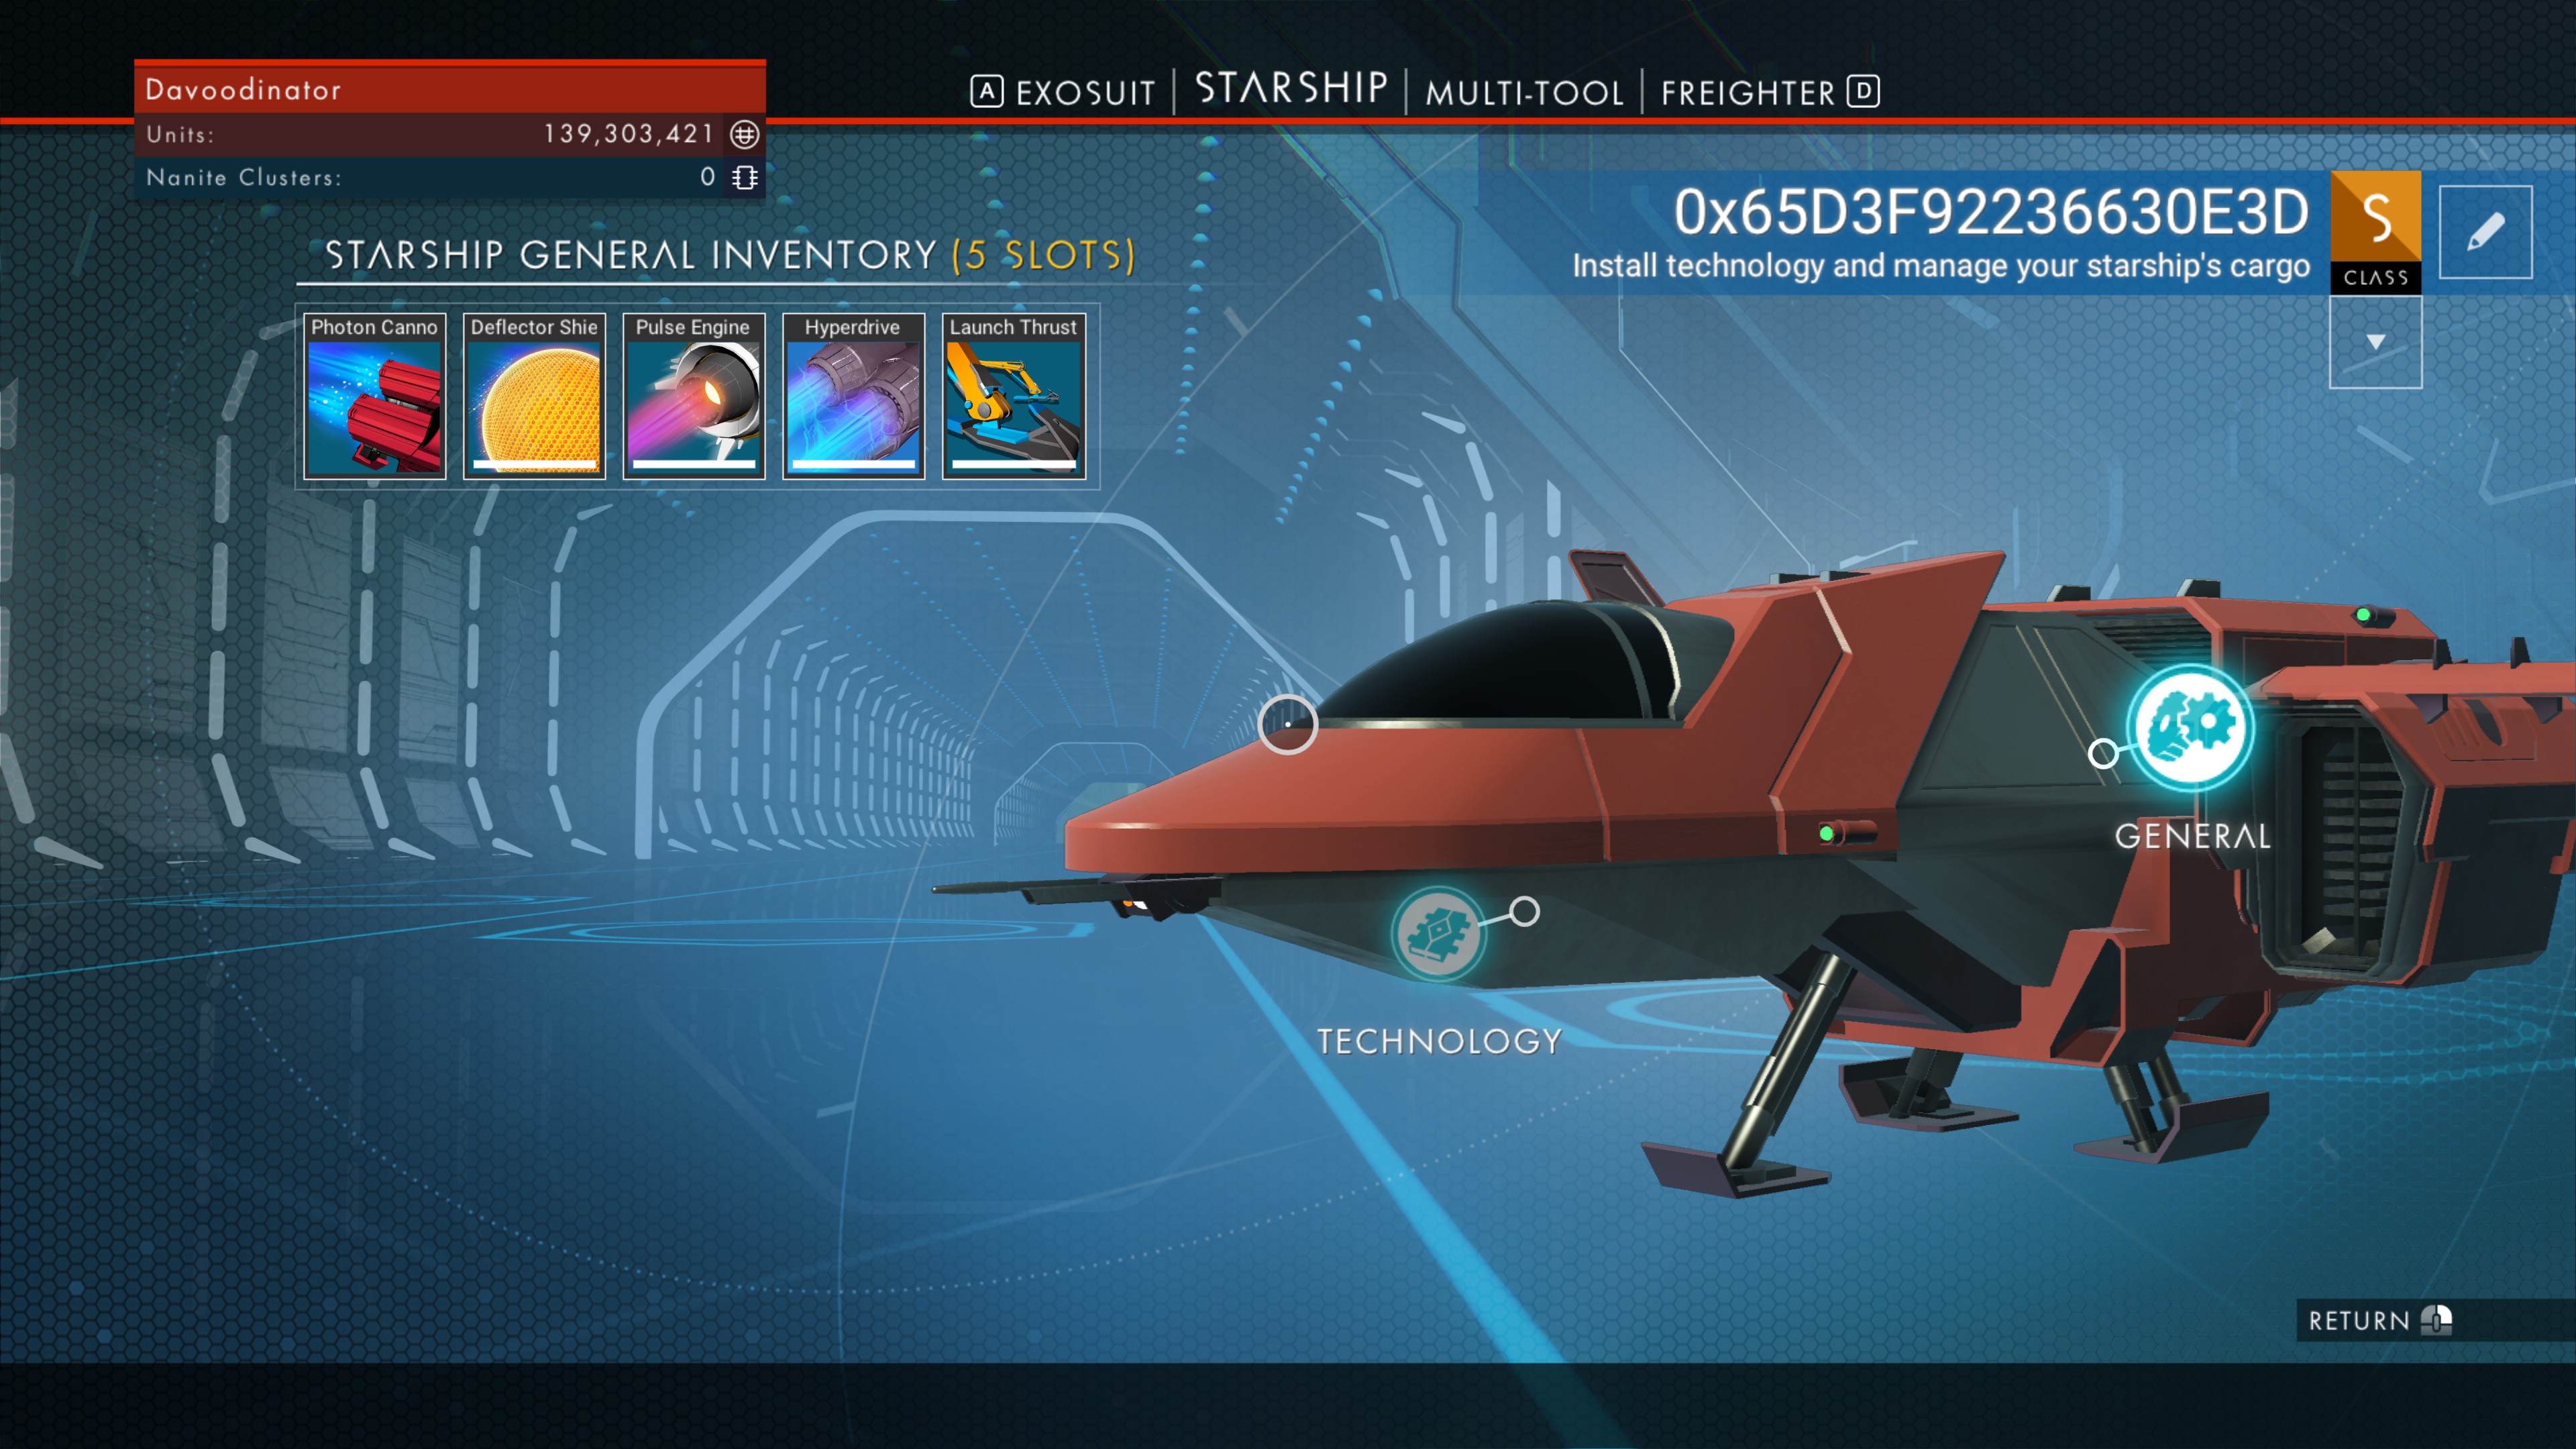 Davoodinator
Units: 139,303,421
Nanite Clusters: 0
A EXOSUIT STARSHIP MULTI-TOOL FREIGHTER D
0x65D3F92236630E3D
Install technology and manage your starship's cargo
S
CLASS
STARSHIP GENERAL INVENTORY (5 SLOTS)
Photon Canno Deflector Shie Pulse Engine Hyperdrive Launch Thrust
GENERAL
TECHNOLOGY
RETURN